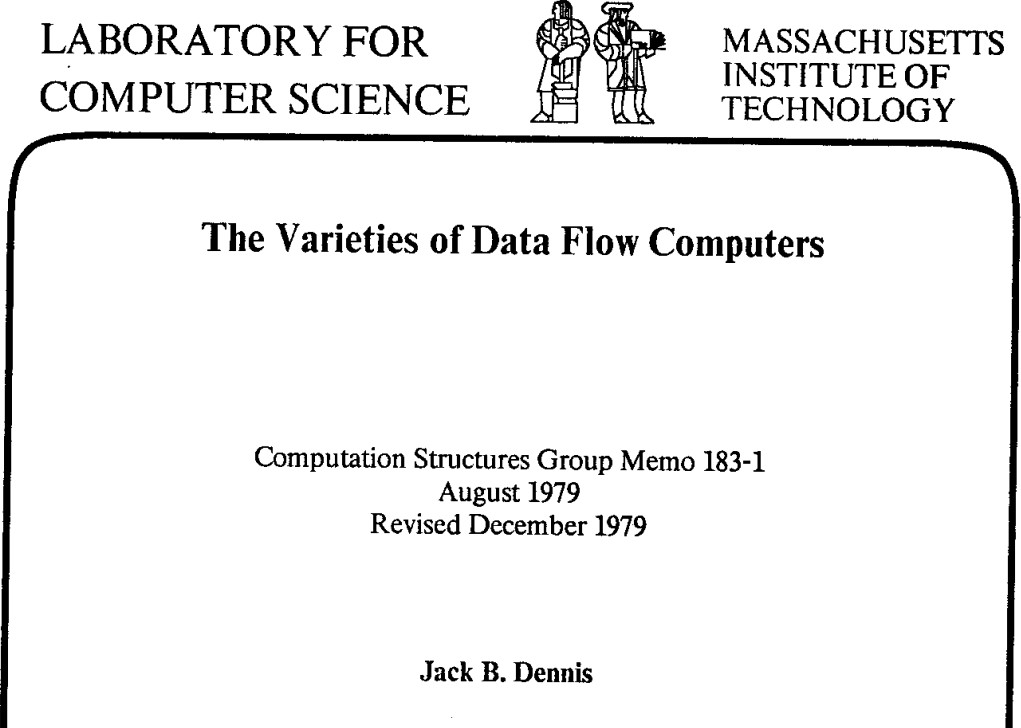 LABORATORY FOR
COMPUTER SCIENCE
MASSACHUSETTS
INSTITUTE OF
TECHNOLOGY
The Varieties of Data Flow Computers
Computation Structures Group Memo 183-1
August 1979
Revised December 1979
Jack B. Dennis